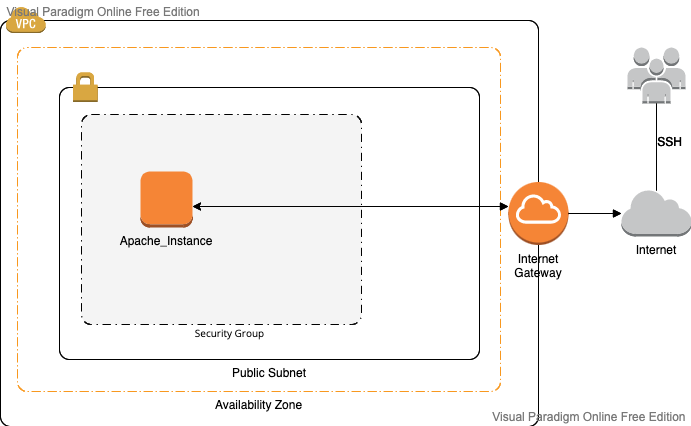 Visual Paradigm Online Free Edition
VPC
SSH
Apache_Instance
Internet
Internet
Gateway
Security Group
Public Subnet
Availability Zone
Visual Paradigm Online Free Edition